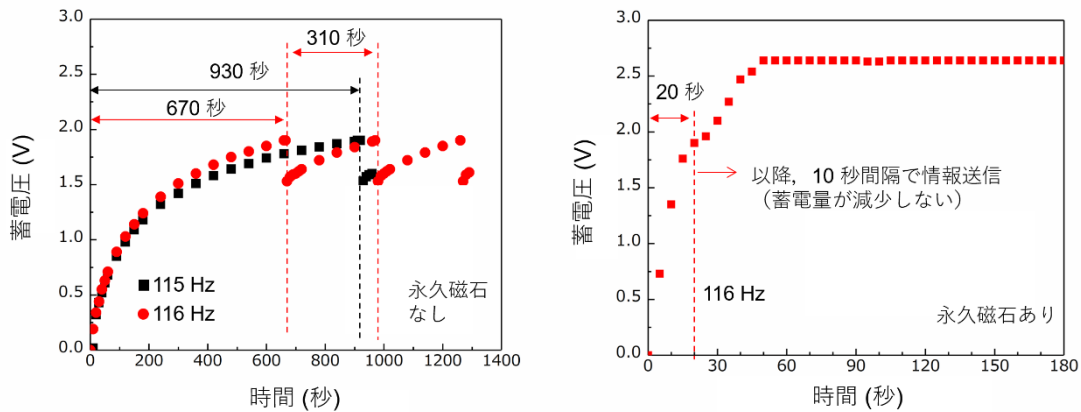 3.0
2.5
2.0
1.5
1.0
0.5
0.0
蓄電圧 (V)
310 秒
930 秒
670 秒
115 Hz
116 Hz
永久磁石
なし
0 200 400 600 800 1000 1200 1400
時間 (秒)
3.0
2.5
2.0
1.5
1.0
0.5
0.0
蓄電圧 (V)
20 秒
以降，10 秒間隔で情報送信
（蓄電量が減少しない）
116 Hz
永久磁石あり
0 30 60 90 120 150 180
時間 (秒)